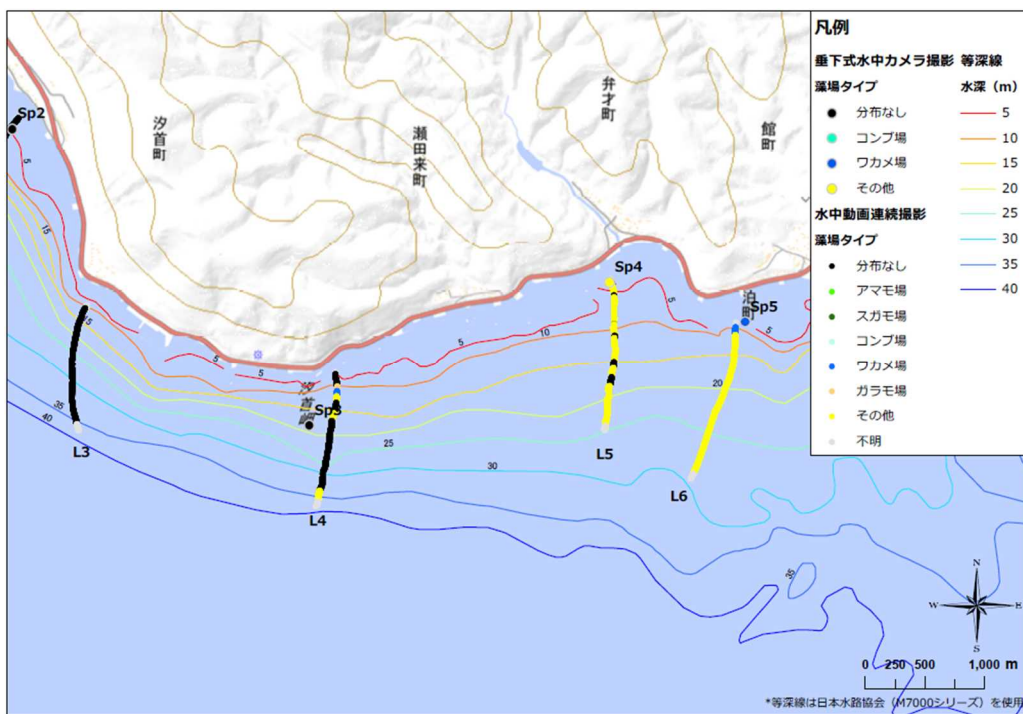 凡例
垂下式水中カメラ撮影 等深線
藻場タイプ 水深（m）
分布なし 5
コンブ場 10
ワカメ場 15
その他 20
水中動画連続撮影 25
藻場タイプ 30
分布なし 35
アマモ場 40
スガモ場
コンブ場
ワカメ場
ガラモ場
その他
不明
Sp2
汐首町
瀬田来町
弁才町
館町
5
15
Sp4
泊町
Sp5
5
5
15
10
5
5
5
汐首岬
Sp3
20
35
40
25
L3
30
L5
L6
L4
35
N
W E
S
0 250 500 1,000 m
*等深線は日本水路協会（M7000シリーズ）を使用